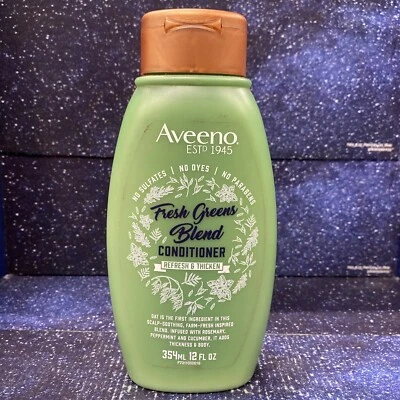 Aveeno
ESTD 1945
NO SULFATES | NO DYES | NO PARABENS
Fresh Greens
Blend
CONDITIONER
REFRESH & THICKEN
OAT IS THE FIRST INGREDIENT IN THIS
SCALP-SOOTHING, FARM-FRESH INSPIRED
BLEND. INFUSED WITH ROSEMARY,
PEPPERMINT AND CUCUMBER, IT ADDS
THICKNESS & BODY.
354ML 12 FL OZ